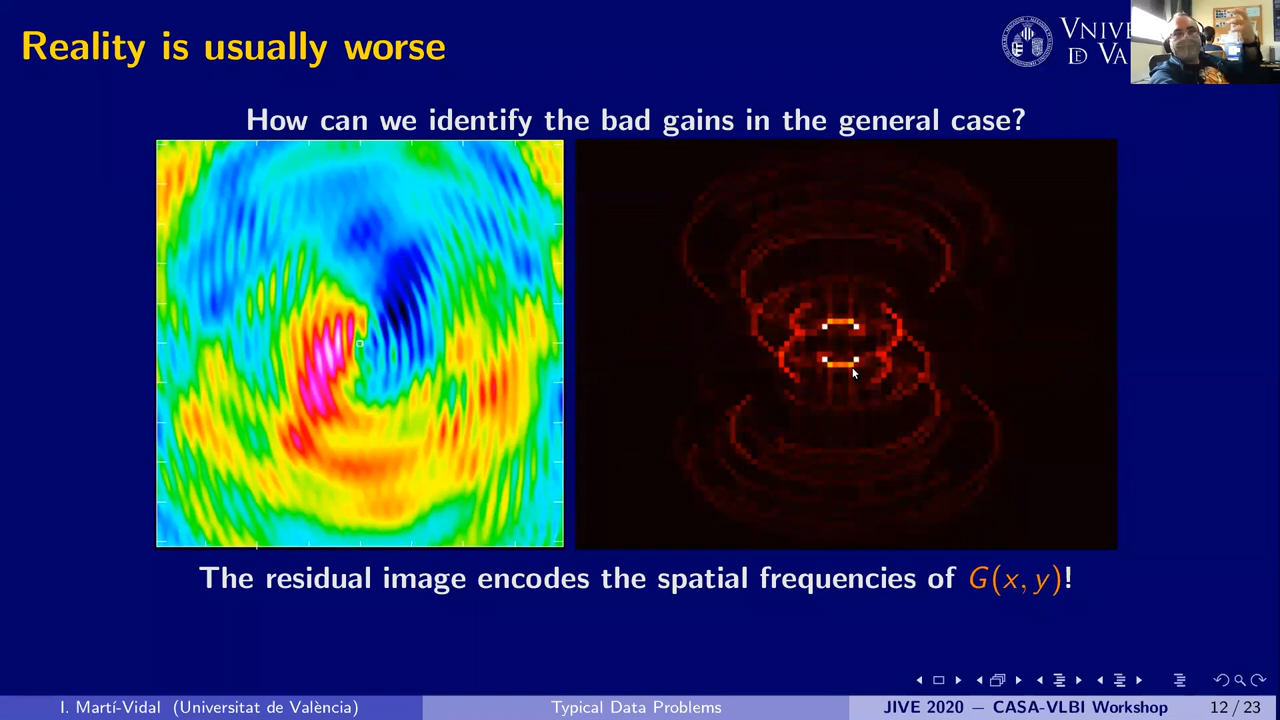 Reality is usually worse
VNIVE
D VA
How can we identify the bad gains in the general case?
The residual image encodes the spatial frequencies of G(x, y)!
I. Martí-Vidal (Universitat de València)
Typical Data Problems
JIVE 2020 – CASA-VLBI Workshop
12 / 23